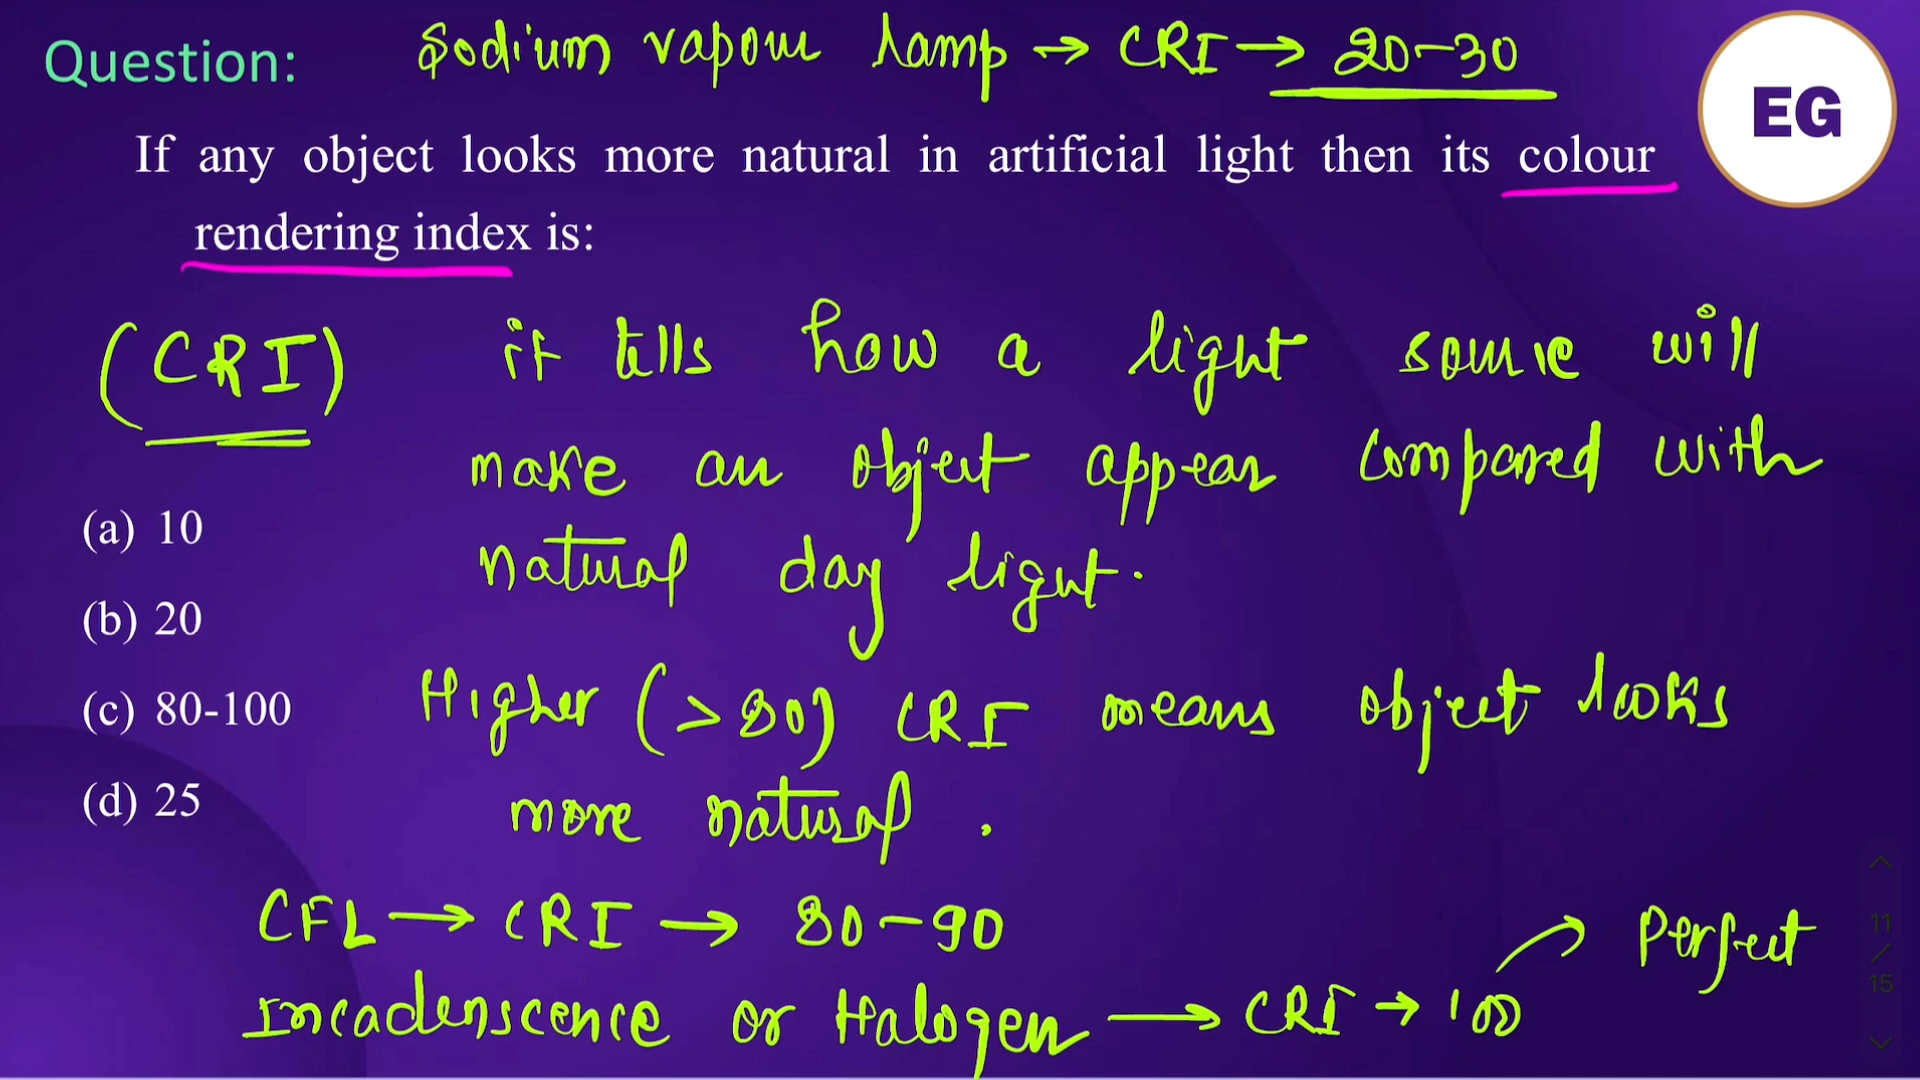 Question: Sodium vapour lamp → CRI → 20-30
EG
If any object looks more natural in artificial light then its colour
rendering index is:
(CRI) it tells how a light source will
make an object appear compared with
(a) 10
natural day light.
(b) 20
(c) 80-100 Higher (>80) CRI means object looks
(d) 25 more natural.
CFL → CRI → 80-90
Perfect
Incadenscence or Halogen → CRI → 100
11
/
15